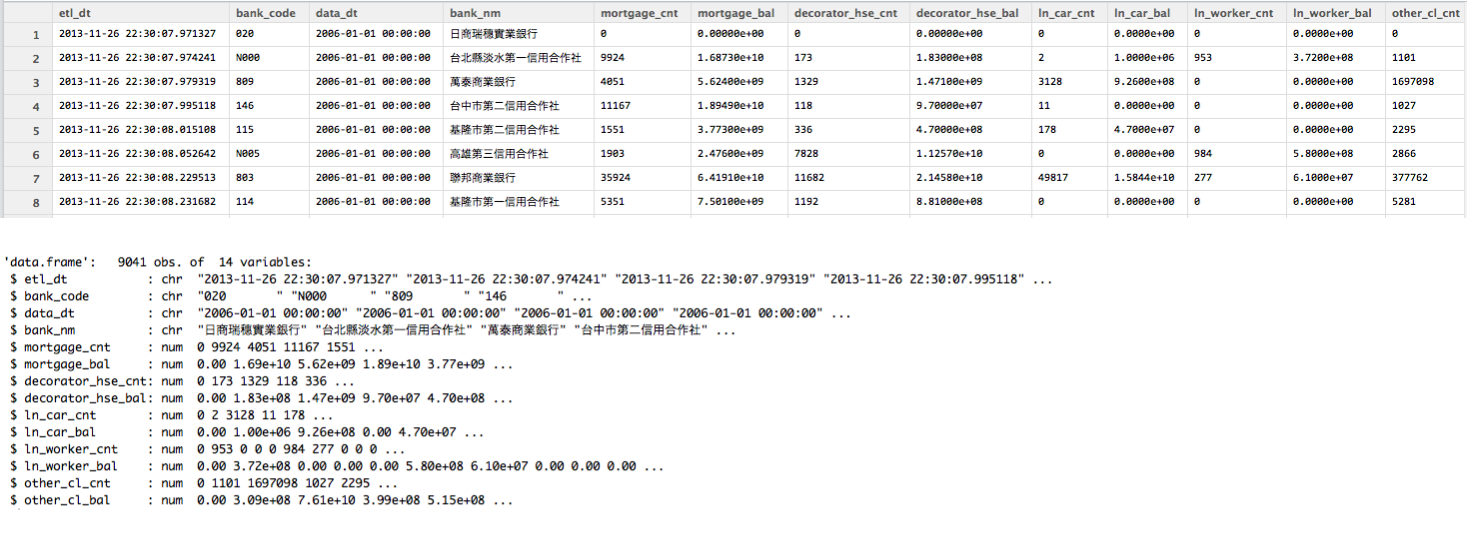 etl_dt bank_code data_dt bank_nm mortgage_cnt mortgage_bal decorator_hse_cnt decorator_hse_bal ln_car_cnt ln_car_bal ln_worker_cnt ln_worker_bal other_cl_cnt
1 2013-11-26 22:30:07.971327 020 2006-01-01 00:00:00 日商瑞穗實業銀行 0 0.00000e+00 0 0.00000e+00 0 0.0000e+00 0 0.0000e+00 0
2 2013-11-26 22:30:07.974241 N000 2006-01-01 00:00:00 台北縣淡水第一信用合作社 9924 1.68730e+10 173 1.83000e+08 2 1.0000e+06 953 3.7200e+08 1101
3 2013-11-26 22:30:07.979319 809 2006-01-01 00:00:00 萬泰商業銀行 4051 5.62400e+09 1329 1.47100e+09 3128 9.2600e+08 0 0.0000e+00 1697098
4 2013-11-26 22:30:07.995118 146 2006-01-01 00:00:00 台中市第二信用合作社 11167 1.89490e+10 118 9.70000e+07 11 0.0000e+00 0 0.0000e+00 1027
5 2013-11-26 22:30:08.015108 115 2006-01-01 00:00:00 基隆市第二信用合作社 1551 3.77300e+09 336 4.70000e+08 178 4.7000e+07 0 0.0000e+00 2295
6 2013-11-26 22:30:08.052642 N005 2006-01-01 00:00:00 高雄第三信用合作社 1903 2.47600e+09 7828 1.12570e+10 0 0.0000e+00 984 5.8000e+08 2866
7 2013-11-26 22:30:08.229513 803 2006-01-01 00:00:00 聯邦商業銀行 35924 6.41910e+10 11682 2.14580e+10 49817 1.5844e+10 277 6.1000e+07 377762
8 2013-11-26 22:30:08.231682 114 2006-01-01 00:00:00 基隆市第一信用合作社 5351 7.50100e+09 1192 8.81000e+08 0 0.0000e+00 0 0.0000e+00 5281
'data.frame':   9041 obs. of  14 variables:
$ etl_dt           : chr  "2013-11-26 22:30:07.971327" "2013-11-26 22:30:07.974241" "2013-11-26 22:30:07.979319" "2013-11-26 22:30:07.995118" ...
$ bank_code        : chr  "020       " "N000      " "809       " "146       " ...
$ data_dt          : chr  "2006-01-01 00:00:00" "2006-01-01 00:00:00" "2006-01-01 00:00:00" "2006-01-01 00:00:00" ...
$ bank_nm          : chr  "日商瑞穗實業銀行" "台北縣淡水第一信用合作社" "萬泰商業銀行" "台中市第二信用合作社" ...
$ mortgage_cnt     : num  0 9924 4051 11167 1551 ...
$ mortgage_bal     : num  0.00 1.69e+10 5.62e+09 1.89e+10 3.77e+09 ...
$ decorator_hse_cnt: num  0 173 1329 118 336 ...
$ decorator_hse_bal: num  0.00 1.83e+08 1.47e+09 9.70e+07 4.70e+08 ...
$ ln_car_cnt       : num  0 2 3128 11 178 ...
$ ln_car_bal       : num  0.00 1.00e+06 9.26e+08 0.00 4.70e+07 ...
$ ln_worker_cnt    : num  0 953 0 0 0 984 277 0 0 0 ...
$ ln_worker_bal    : num  0.00 3.72e+08 0.00 0.00 0.00 5.80e+08 6.10e+07 0.00 0.00 0.00 ...
$ other_cl_cnt     : num  0 1101 1697098 1027 2295 ...
$ other_cl_bal     : num  0.00 3.09e+08 7.61e+10 3.99e+08 5.15e+08 ...